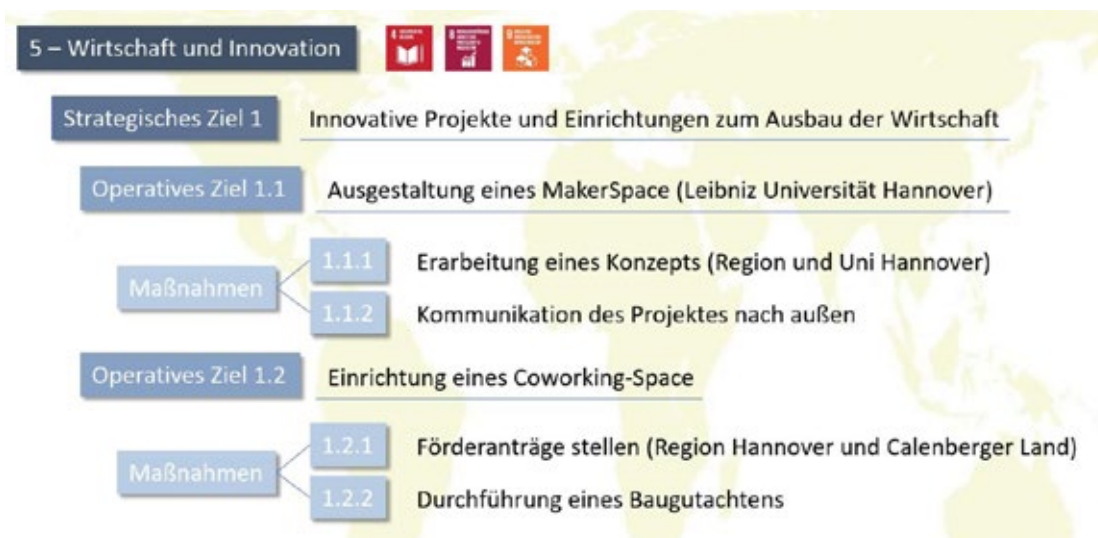 5 – Wirtschaft und Innovation
4
8
9
Strategisches Ziel 1
Innovative Projekte und Einrichtungen zum Ausbau der Wirtschaft
Operatives Ziel 1.1
Ausgestaltung eines MakerSpace (Leibniz Universität Hannover)
Maßnahmen
1.1.1
Erarbeitung eines Konzepts (Region und Uni Hannover)
1.1.2
Kommunikation des Projektes nach außen
Operatives Ziel 1.2
Einrichtung eines Coworking-Space
Maßnahmen
1.2.1
Förderanträge stellen (Region Hannover und Calenberger Land)
1.2.2
Durchführung eines Baugutachtens